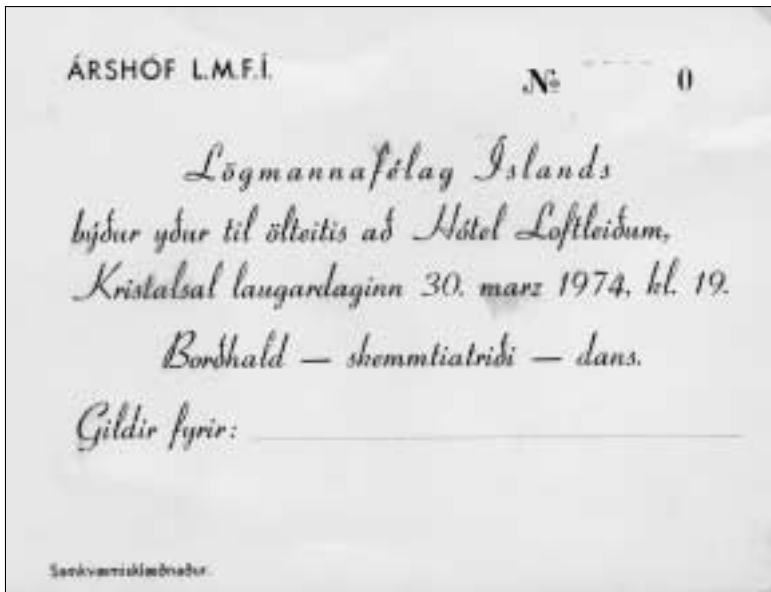 ÁRSHÓF L.M.F.Í.
№ 0
Lögmannafélag Íslands
býður yður til ölteitis að Hótel Loftleiðum,
Kristalsal laugardaginn 30. marz 1974, kl. 19.
Borðhald — skemmtiatriði — dans.
Gildir fyrir:
Samkvæmisklæðnaður.